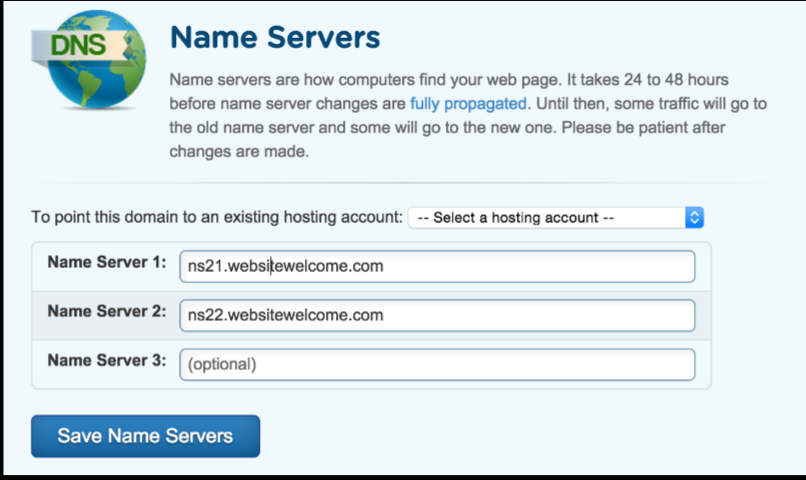 DNS
Name Servers
Name servers are how computers find your web page. It takes 24 to 48 hours
before name server changes are fully propagated. Until then, some traffic will go to
the old name server and some will go to the new one. Please be patient after
changes are made.
To point this domain to an existing hosting account: -- Select a hosting account --
Name Server 1: ns21.websitewelcome.com
Name Server 2: ns22.websitewelcome.com
Name Server 3: (optional)
Save Name Servers